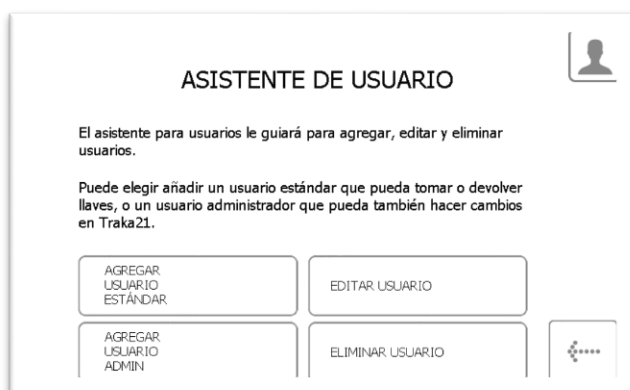 ASISTENTE DE USUARIO
El asistente para usuarios le guiará para agregar, editar y eliminar
usuarios.
Puede elegir añadir un usuario estándar que pueda tomar o devolver
llaves, o un usuario administrador que pueda también hacer cambios
en Traka21.
AGREGAR
USUARIO
ESTÁNDAR
EDITAR USUARIO
AGREGAR
USUARIO
ADMIN
ELIMINAR USUARIO